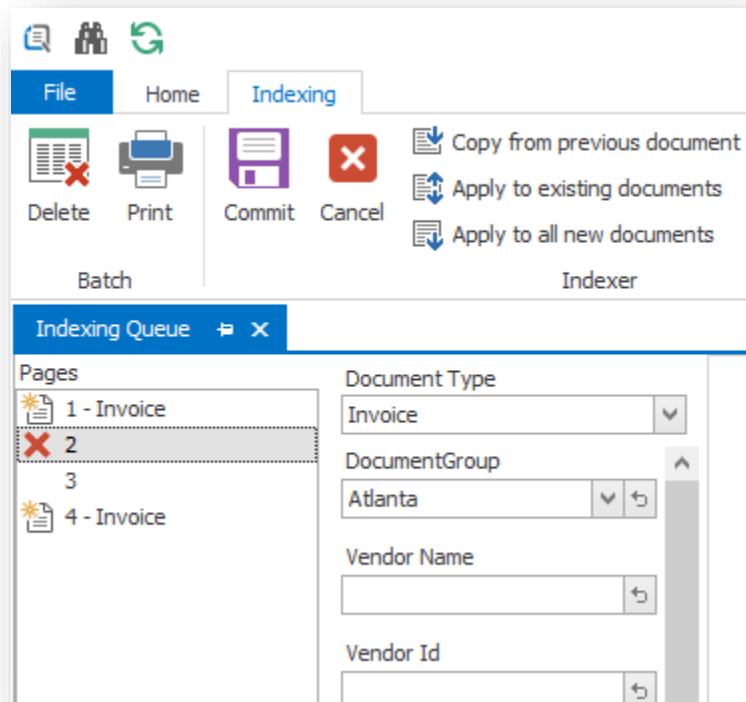 File Home Indexing
Copy from previous document
Apply to existing documents
Apply to all new documents
Delete Print Commit Cancel
Batch Indexer
Indexing Queue
Pages
1 - Invoice
2
3
4 - Invoice
Document Type
Invoice
DocumentGroup
Atlanta
Vendor Name
Vendor Id